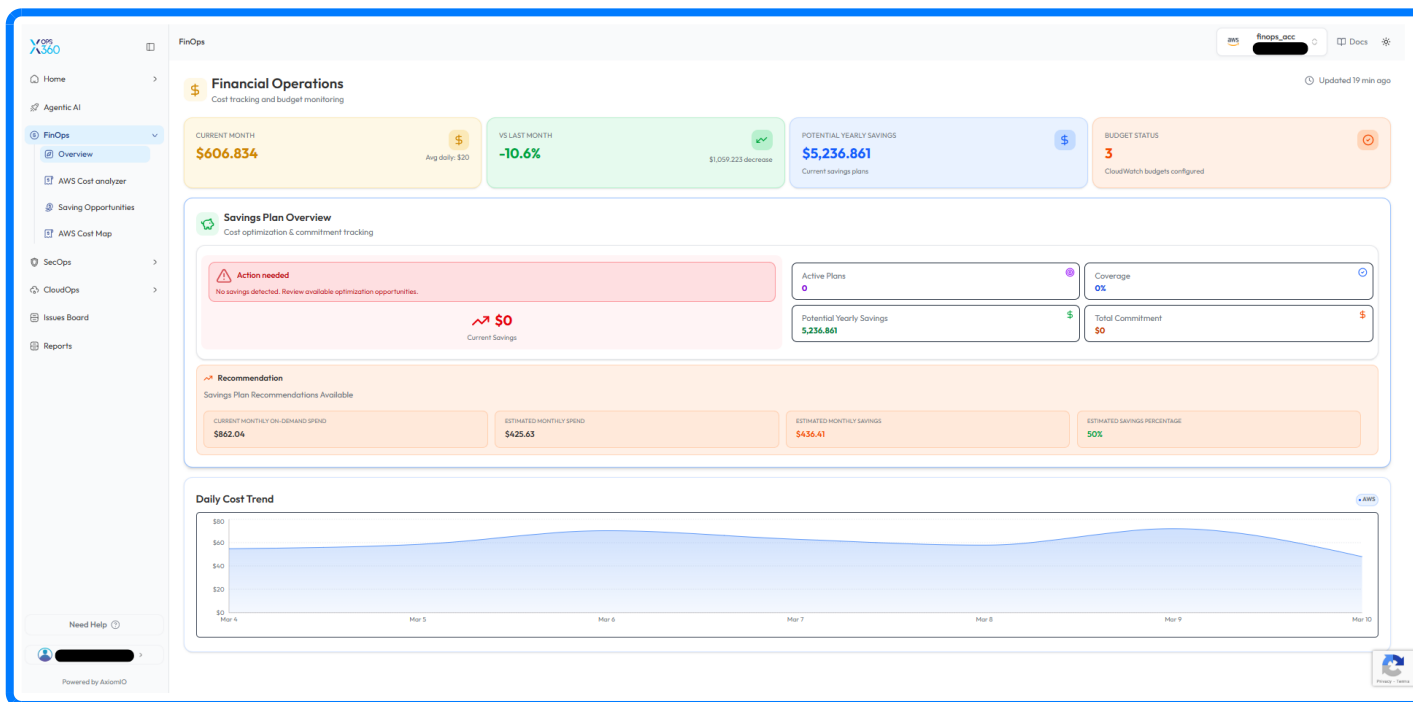 XOPS 360
FinOps
aws
finops_acc
Docs
Home
Agentic AI
FinOps
Overview
AWS Cost analyzer
Saving Opportunities
AWS Cost Map
SecOps
CloudOps
Issues Board
Reports
Need Help
Powered by AxiomIO
Financial Operations
Cost tracking and budget monitoring
Updated 19 min ago
CURRENT MONTH
$606.834
Avg daily: $20
VS LAST MONTH
-10.6%
$1,059.223 decrease
POTENTIAL YEARLY SAVINGS
$5,236.861
Current savings plans
BUDGET STATUS
3
CloudWatch budgets configured
Savings Plan Overview
Cost optimization & commitment tracking
Action needed
No savings detected. Review available optimization opportunities.
$0
Current Savings
Active Plans
0
Coverage
0%
Potential Yearly Savings
5,236.861
Total Commitment
$0
Recommendation
Savings Plan Recommendations Available
CURRENT MONTHLY ON-DEMAND SPEND
$862.04
ESTIMATED MONTHLY SPEND
$425.63
ESTIMATED MONTHLY SAVINGS
$436.41
ESTIMATED SAVINGS PERCENTAGE
50%
Daily Cost Trend
AWS
$80
$60
$40
$20
$0
Mar 4 Mar 5 Mar 6 Mar 7 Mar 8 Mar 9 Mar 10
Privacy - Terms